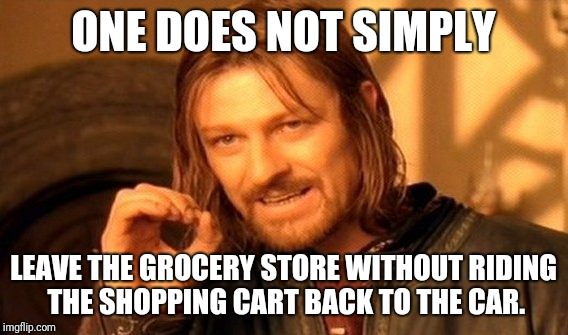 ONE DOES NOT SIMPLY
LEAVE THE GROCERY STORE WITHOUT RIDING
THE SHOPPING CART BACK TO THE CAR.
imgflip.com